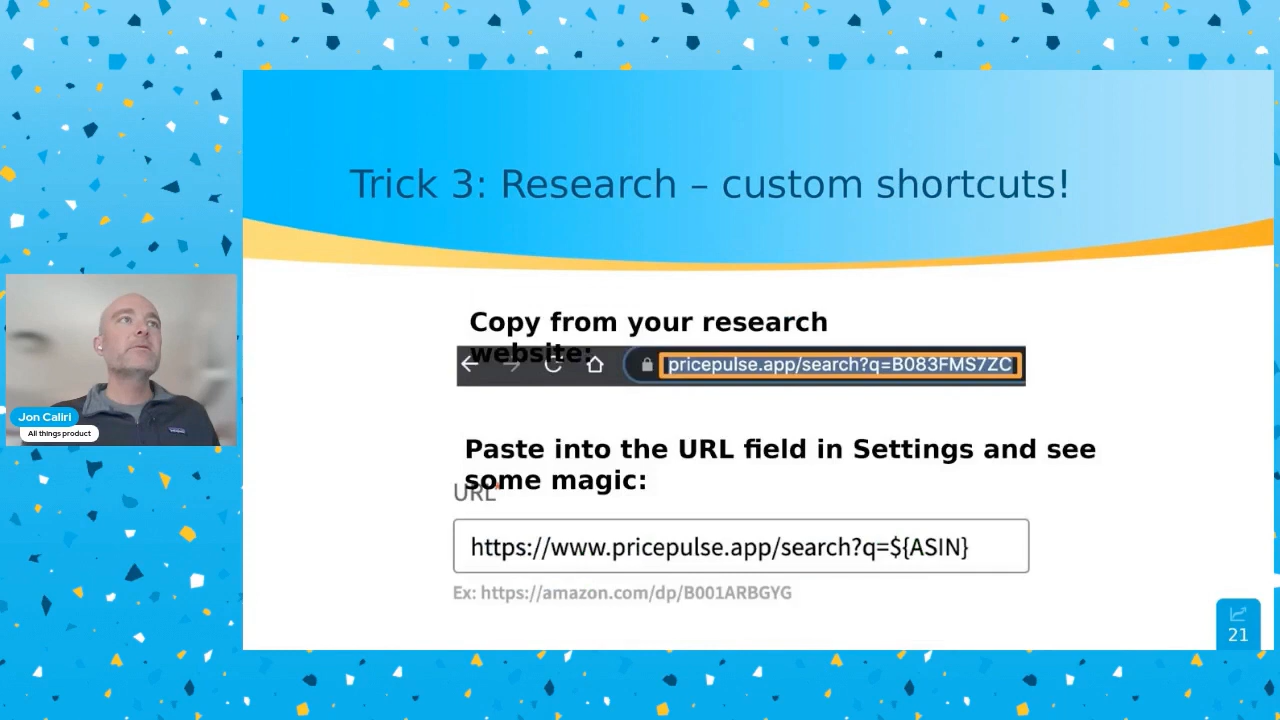 Trick 3: Research – custom shortcuts!
Copy from your research
website:
pricepulse.app/search?q=B083FMS7ZC
Paste into the URL field in Settings and see
some magic:
URL*
https://www.pricepulse.app/search?q=${ASIN}
Ex: https://amazon.com/dp/B001ARBGYG
21
Jon Caliri
All things product